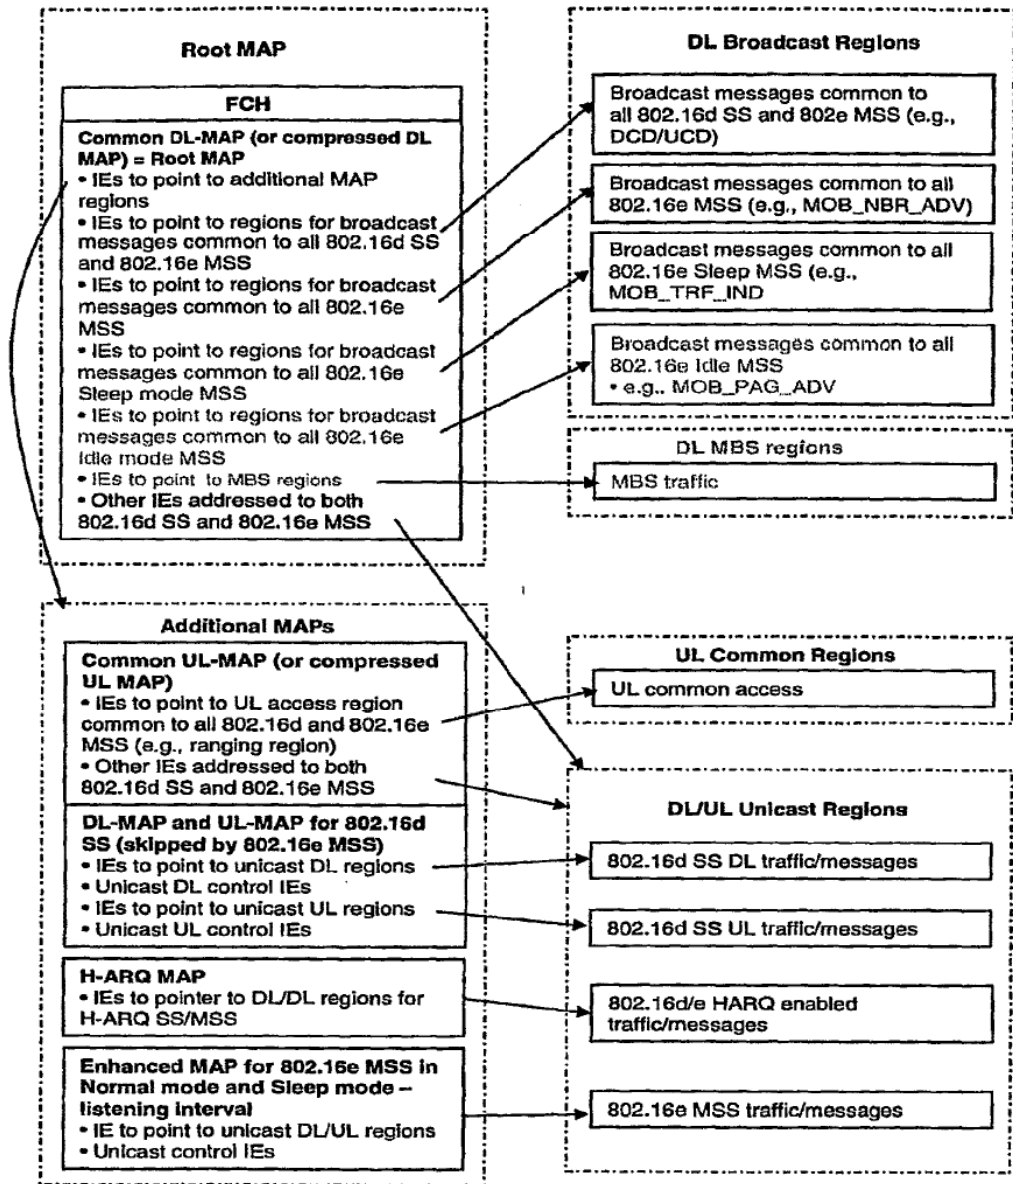 Root MAP
FCH
Common DL-MAP (or compressed DL
MAP) = Root MAP
• IEs to point to additional MAP
regions
• IEs to point to regions for broadcast
messages common to all 802.16d SS
and 802.16e MSS
• IEs to point to regions for broadcast
messages common to all 802.16e
MSS
• IEs to point to regions for broadcast
messages common to all 802.16e
Sleep mode MSS
• IEs to point to regions for broadcast
messages common to all 802.16e
Idle mode MSS
• IEs to point to MBS regions
• Other IEs addressed to both
802.16d SS and 802.16e MSS
DL Broadcast Regions
Broadcast messages common to
all 802.16d SS and 802e MSS (e.g.,
DCD/UCD)
Broadcast messages common to all
802.16e MSS (e.g., MOB_NBR_ADV)
Broadcast messages common to all
802.16e Sleep MSS (e.g.,
MOB_TRF_IND
Broadcast messages common to all
802.16e Idle MSS
• e.g., MOB_PAG_ADV
DL MBS regions
MBS traffic
Additional MAPs
Common UL-MAP (or compressed
UL MAP)
• IEs to point to UL access region
common to all 802.16d and 802.16e
MSS (e.g., ranging region)
• Other IEs addressed to both
802.16d SS and 802.16e MSS
DL-MAP and UL-MAP for 802.16d
SS (skipped by 802.16e MSS)
• IEs to point to unicast DL regions
• Unicast DL control IEs
• IEs to point to unicast UL regions
• Unicast UL control IEs
H-ARQ MAP
• IEs to pointer to DL/DL regions for
H-ARQ SS/MSS
Enhanced MAP for 802.16e MSS in
Normal mode and Sleep mode –
listening interval
• IE to point to unicast DL/UL regions
• Unicast control IEs
UL Common Regions
UL common access
DL/UL Unicast Regions
802.16d SS DL traffic/messages
802.16d SS UL traffic/messages
802.16d/e HARQ enabled
traffic/messages
802.16e MSS traffic/messages